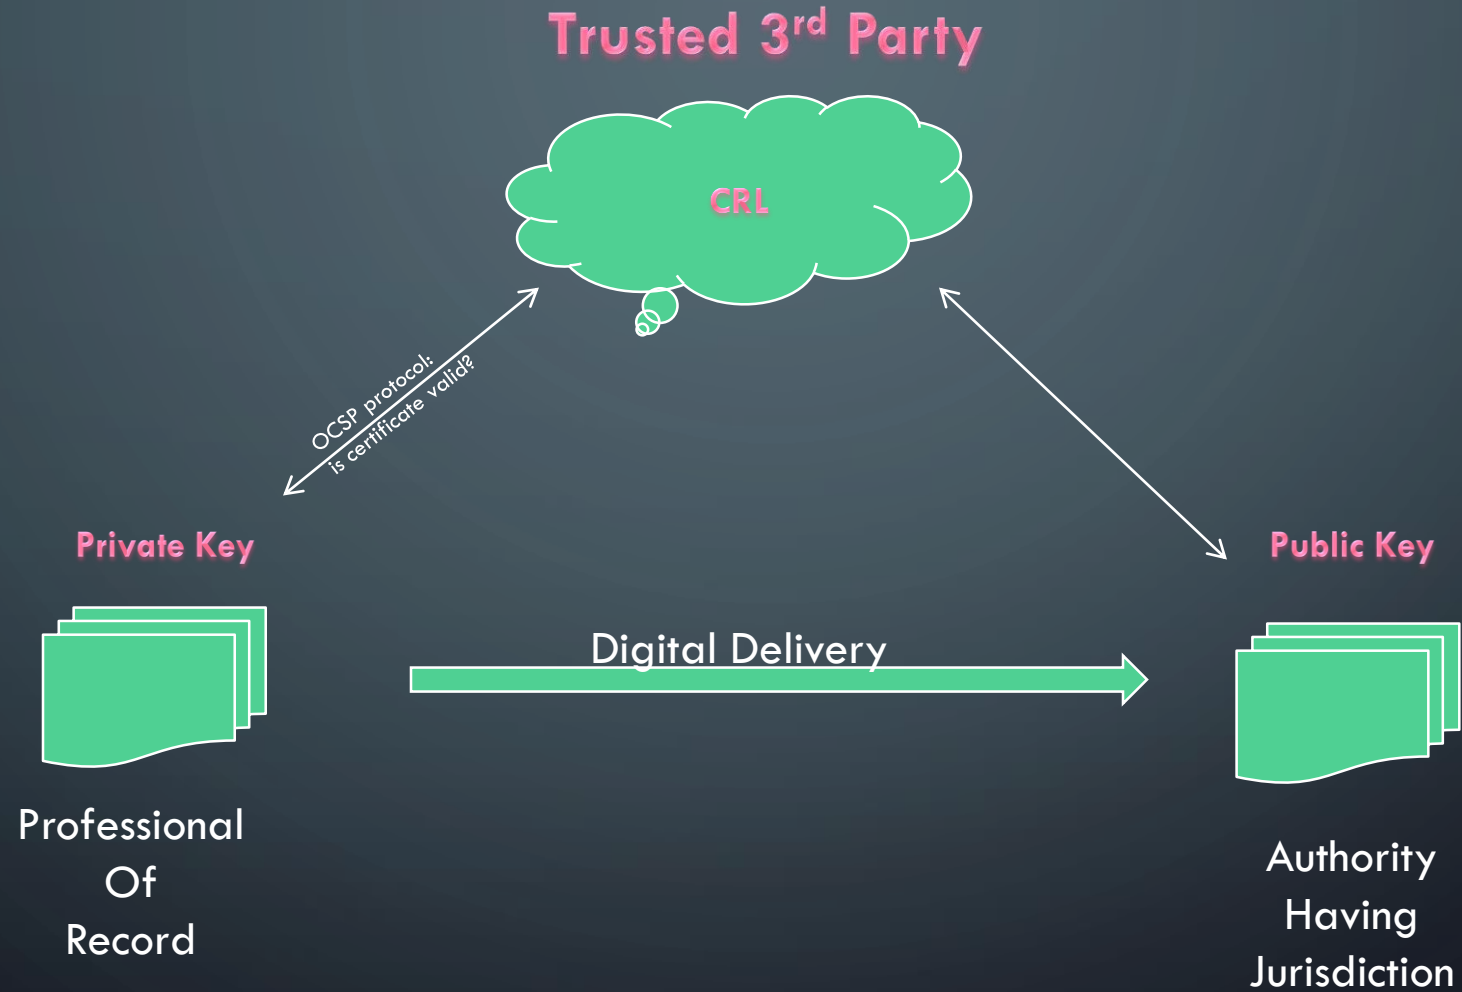 Trusted 3rd Party
CRL
OCSP protocol:
is certificate valid?
Private Key
Public Key
Digital Delivery
Professional
Of
Record
Authority
Having
Jurisdiction